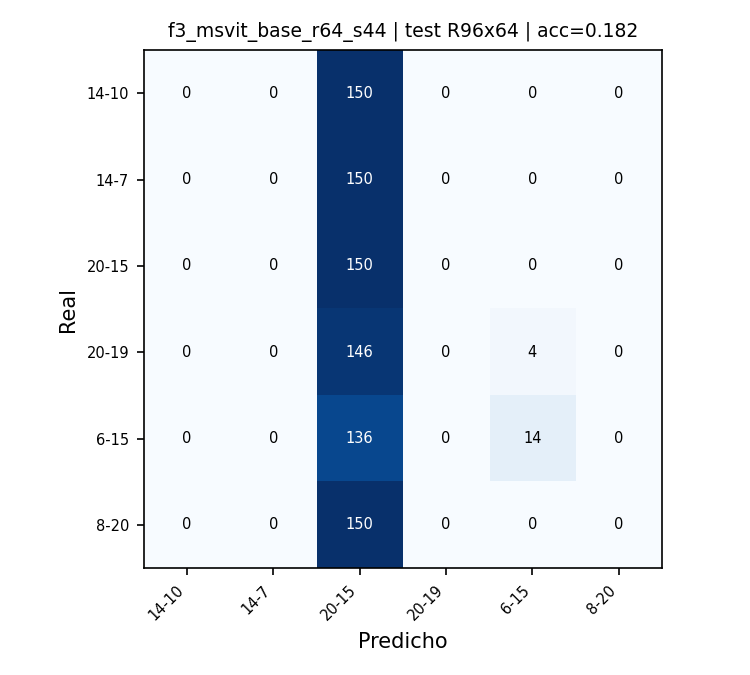 f3_msvit_base_r64_s44 | test R96x64 | acc=0.182
14-10 0 0 150 0 0 0
14-7 0 0 150 0 0 0
20-15 0 0 150 0 0 0
Real
20-19 0 0 146 0 4 0
6-15 0 0 136 0 14 0
8-20 0 0 150 0 0 0
14-10 14-7 20-15 20-19 6-15 8-20
Predicho